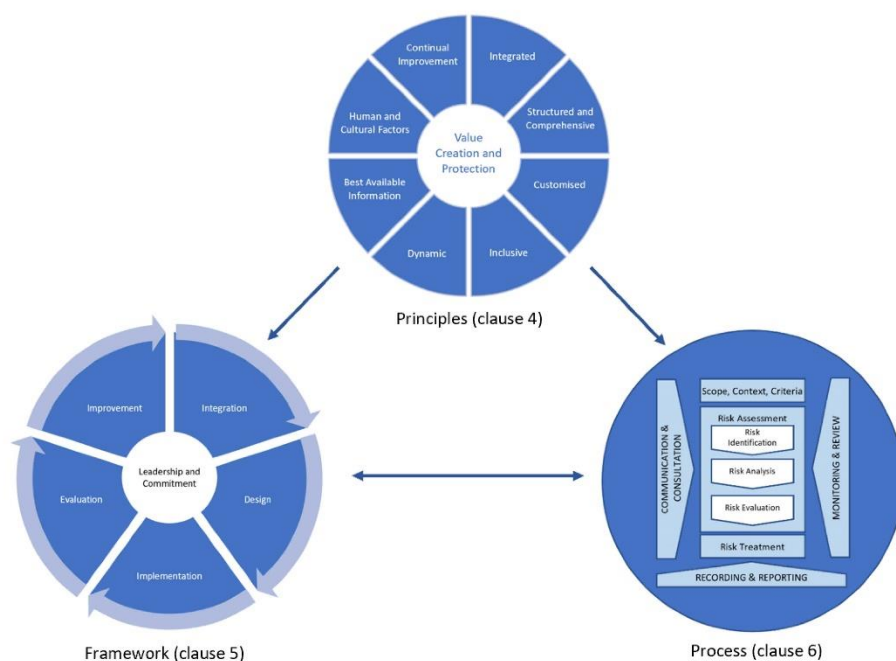 Continual
Improvement
Integrated
Human and
Cultural Factors
Structured and
Comprehensive
Value
Creation and
Protection
Best Available
Information
Customised
Dynamic
Inclusive
Principles (clause 4)
Improvement
Integration
Leadership and
Commitment
Evaluation
Design
Implementation
Framework (clause 5)
Scope, Context, Criteria
Risk Assessment
Risk
Identification
Risk Analysis
Risk Evaluation
Risk Treatment
COMMUNICATION &
CONSULTATION
MONITORING & REVIEW
RECORDING & REPORTING
Process (clause 6)